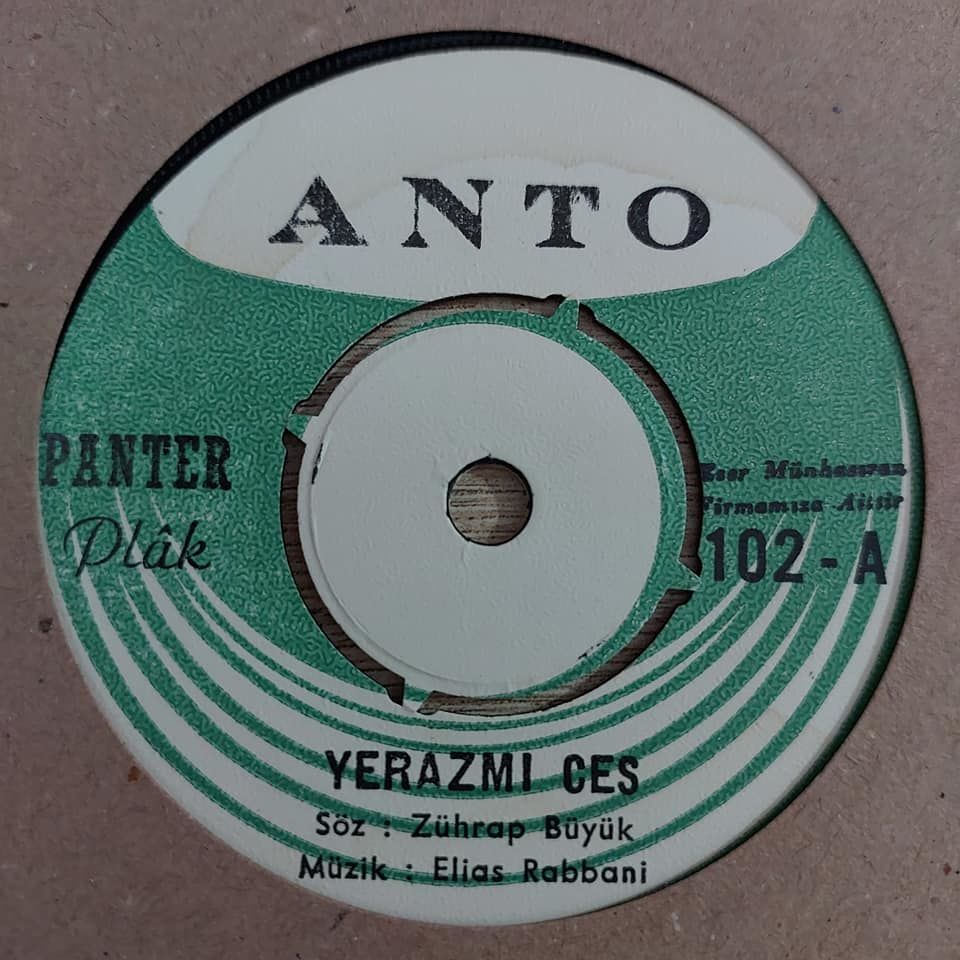 ANTO
PANTER
Plâk
Eser Münhasıran
Firmamıza Aittir
102 - A
YERAZMI CES
Söz : Zührap Büyük
Müzik : Elias Rabbani